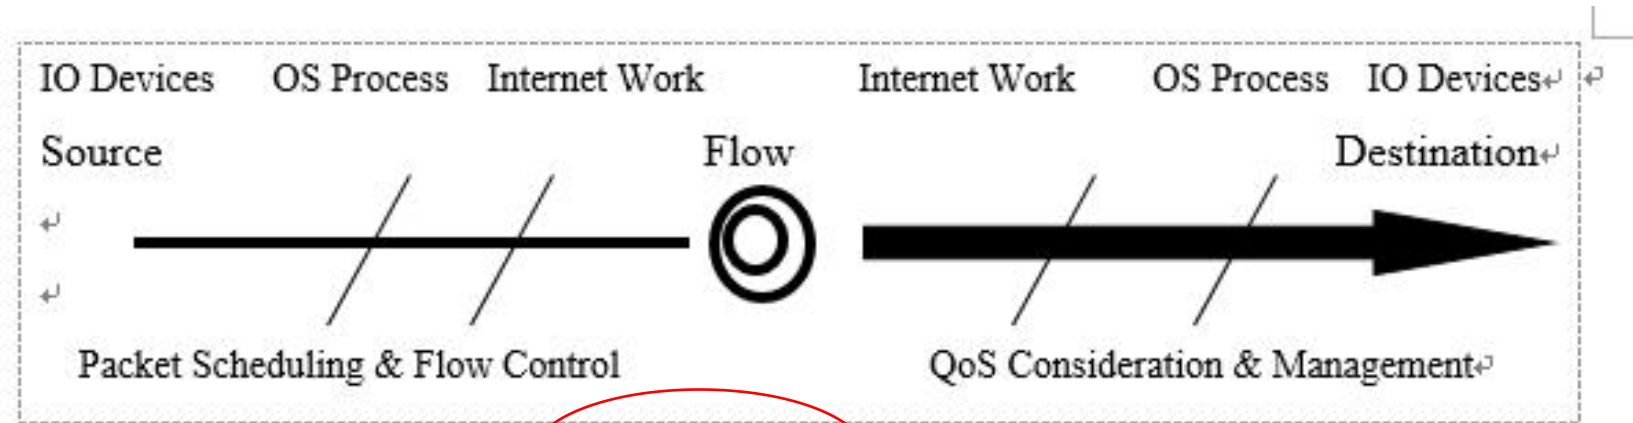 IO Devices OS Process Internet Work Internet Work OS Process IO Devices
Source Flow Destination
Packet Scheduling & Flow Control QoS Consideration & Management